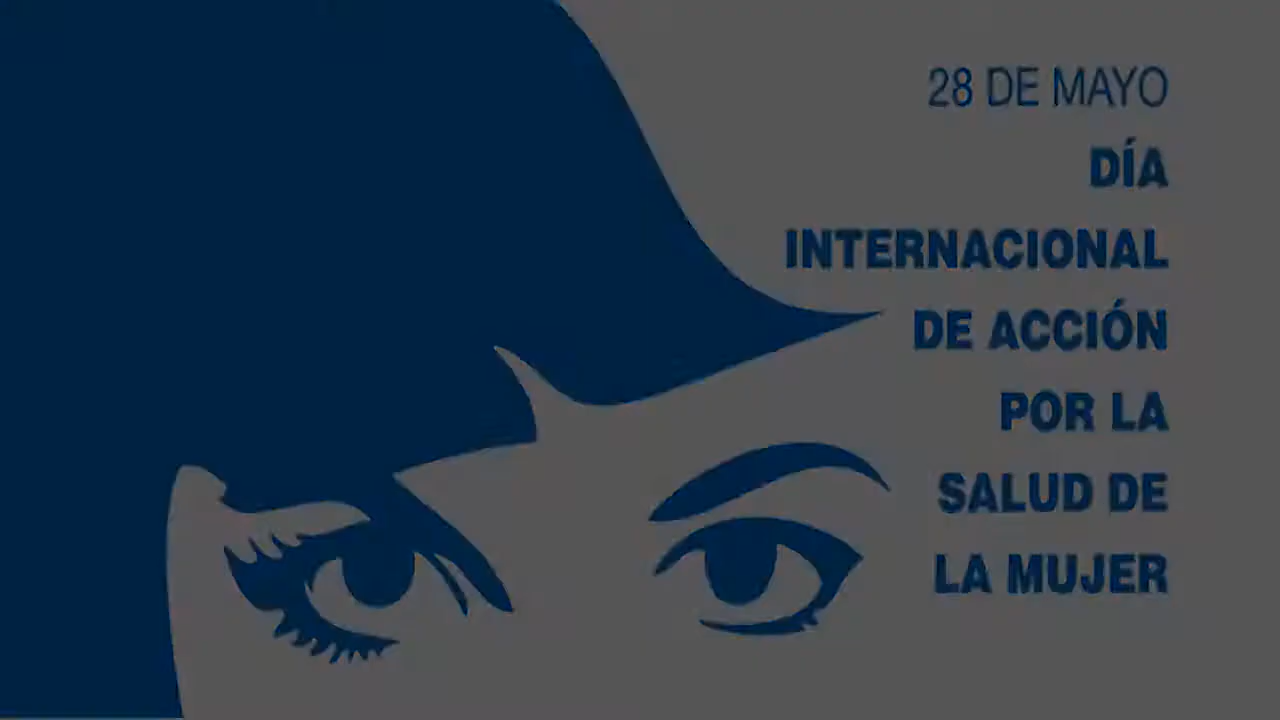 28 DE MAYO
DÍA
INTERNACIONAL
DE ACCIÓN
POR LA
SALUD DE
LA MUJER